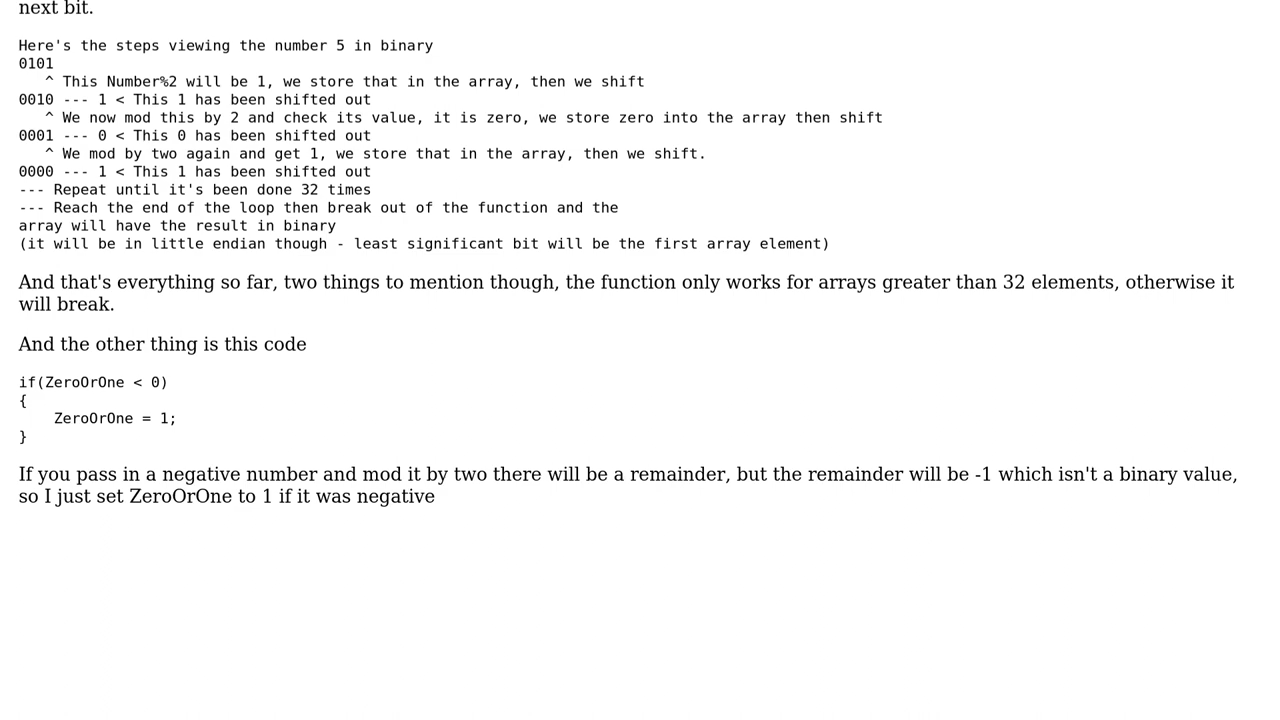 next bit.
Here's the steps viewing the number 5 in binary
0101
   ^ This Number%2 will be 1, we store that in the array, then we shift
0010 --- 1 < This 1 has been shifted out
   ^ We now mod this by 2 and check its value, it is zero, we store zero into the array then shift
0001 --- 0 < This 0 has been shifted out
   ^ We mod by two again and get 1, we store that in the array, then we shift.
0000 --- 1 < This 1 has been shifted out
--- Repeat until it's been done 32 times
--- Reach the end of the loop then break out of the function and the
array will have the result in binary
(it will be in little endian though - least significant bit will be the first array element)
And that's everything so far, two things to mention though, the function only works for arrays greater than 32 elements, otherwise it
will break.
And the other thing is this code
if(ZeroOrOne < 0)
{
    ZeroOrOne = 1;
}
If you pass in a negative number and mod it by two there will be a remainder, but the remainder will be -1 which isn't a binary value,
so I just set ZeroOrOne to 1 if it was negative